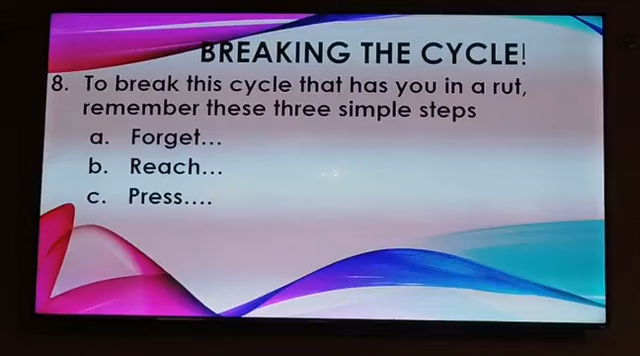 BREAKING THE CYCLE!
8. To break this cycle that has you in a rut,
remember these three simple steps
a. Forget...
b. Reach...
c. Press....